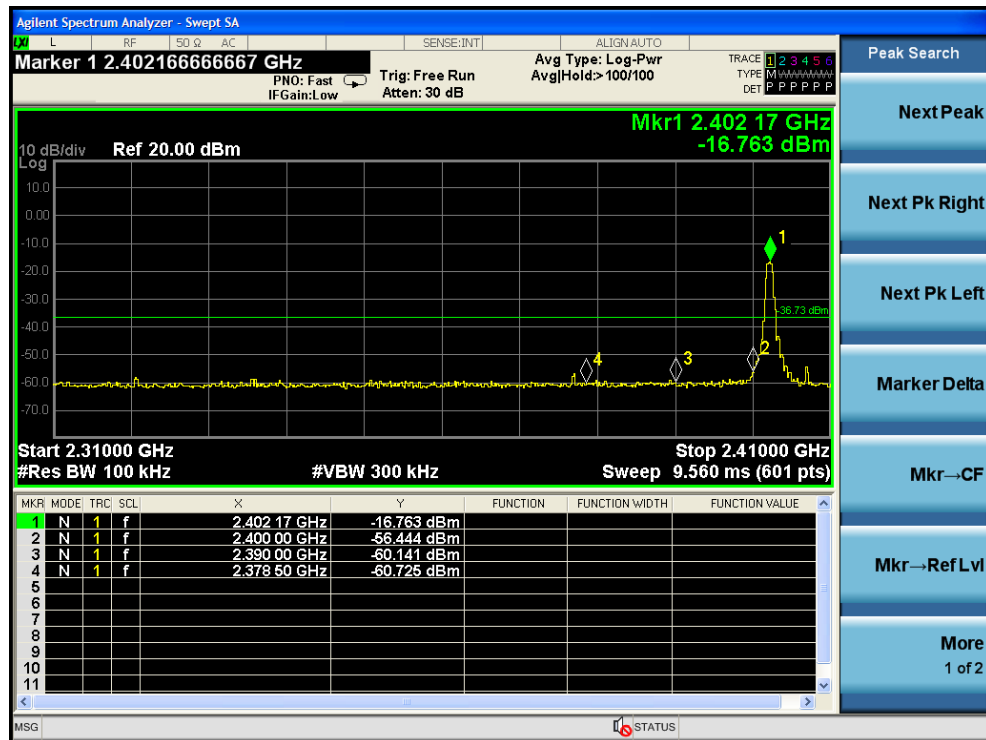 Agilent Spectrum Analyzer - Swept SA
LXI L RF 50 Ω AC SENSE:INT ALIGN AUTO
Marker 1 2.402166666667 GHz
PNO: Fast
IFGain:Low
Trig: Free Run
Atten: 30 dB
Avg Type: Log-Pwr
Avg|Hold:>100/100
TRACE 1 2 3 4 5 6
TYPE M
DET P P P P P P
Mkr1 2.402 17 GHz
-16.763 dBm
10 dB/div Ref 20.00 dBm
Log
10.0
0.00
-10.0
-20.0
-30.0
-40.0
-50.0
-60.0
-70.0
1
-36.73 dBm
2
3
4
Start 2.31000 GHz Stop 2.41000 GHz
#Res BW 100 kHz #VBW 300 kHz Sweep 9.560 ms (601 pts)
MKR MODE TRC SCL X Y FUNCTION FUNCTION WIDTH FUNCTION VALUE
1 N 1 f 2.402 17 GHz -16.763 dBm
2 N 1 f 2.400 00 GHz -56.444 dBm
3 N 1 f 2.390 00 GHz -60.141 dBm
4 N 1 f 2.378 50 GHz -60.725 dBm
5
6
7
8
9
10
11
MSG STATUS
Peak Search
Next Peak
Next Pk Right
Next Pk Left
Marker Delta
Mkr→CF
Mkr→Ref Lvl
More
1 of 2